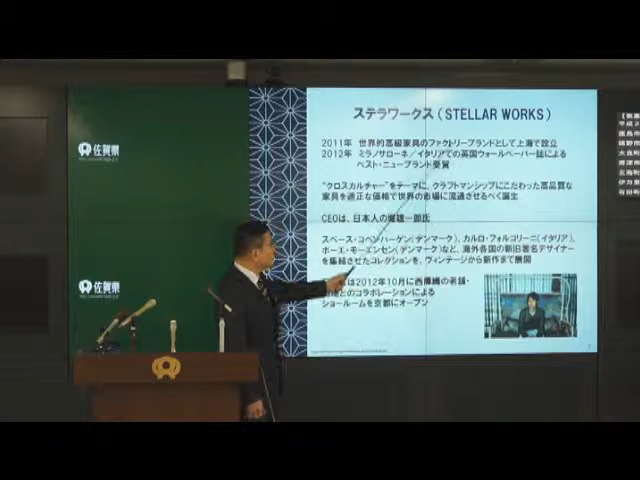 ステラワークス(STELLAR WORKS)
2011年 世界的高級家具のファクトリーブランドとして上海で設立
2012年 ミラノサローネ/イタリアでの英国ウォールペーパー誌による
ベスト・ニューブランド受賞
"クロスカルチャー"をテーマに、クラフトマンシップにこだわった高品質な
家具を適正な価格で世界の市場に流通させるべく誕生
CEOは、日本人の堀雄一郎氏
スペース・コペンハーゲン(デンマーク)、カルロ・フォルコリーニ(イタリア)、
ボーエ・モーエンセン(デンマーク)など、海外各国の新旧著名デザイナー
を集結させたコレクションを、ヴィンテージから新作まで展開
は2012年10月に西陣織の老舗・
とのコラボレーションによる
ショールームを京都にオープン
佐賀県
佐賀県